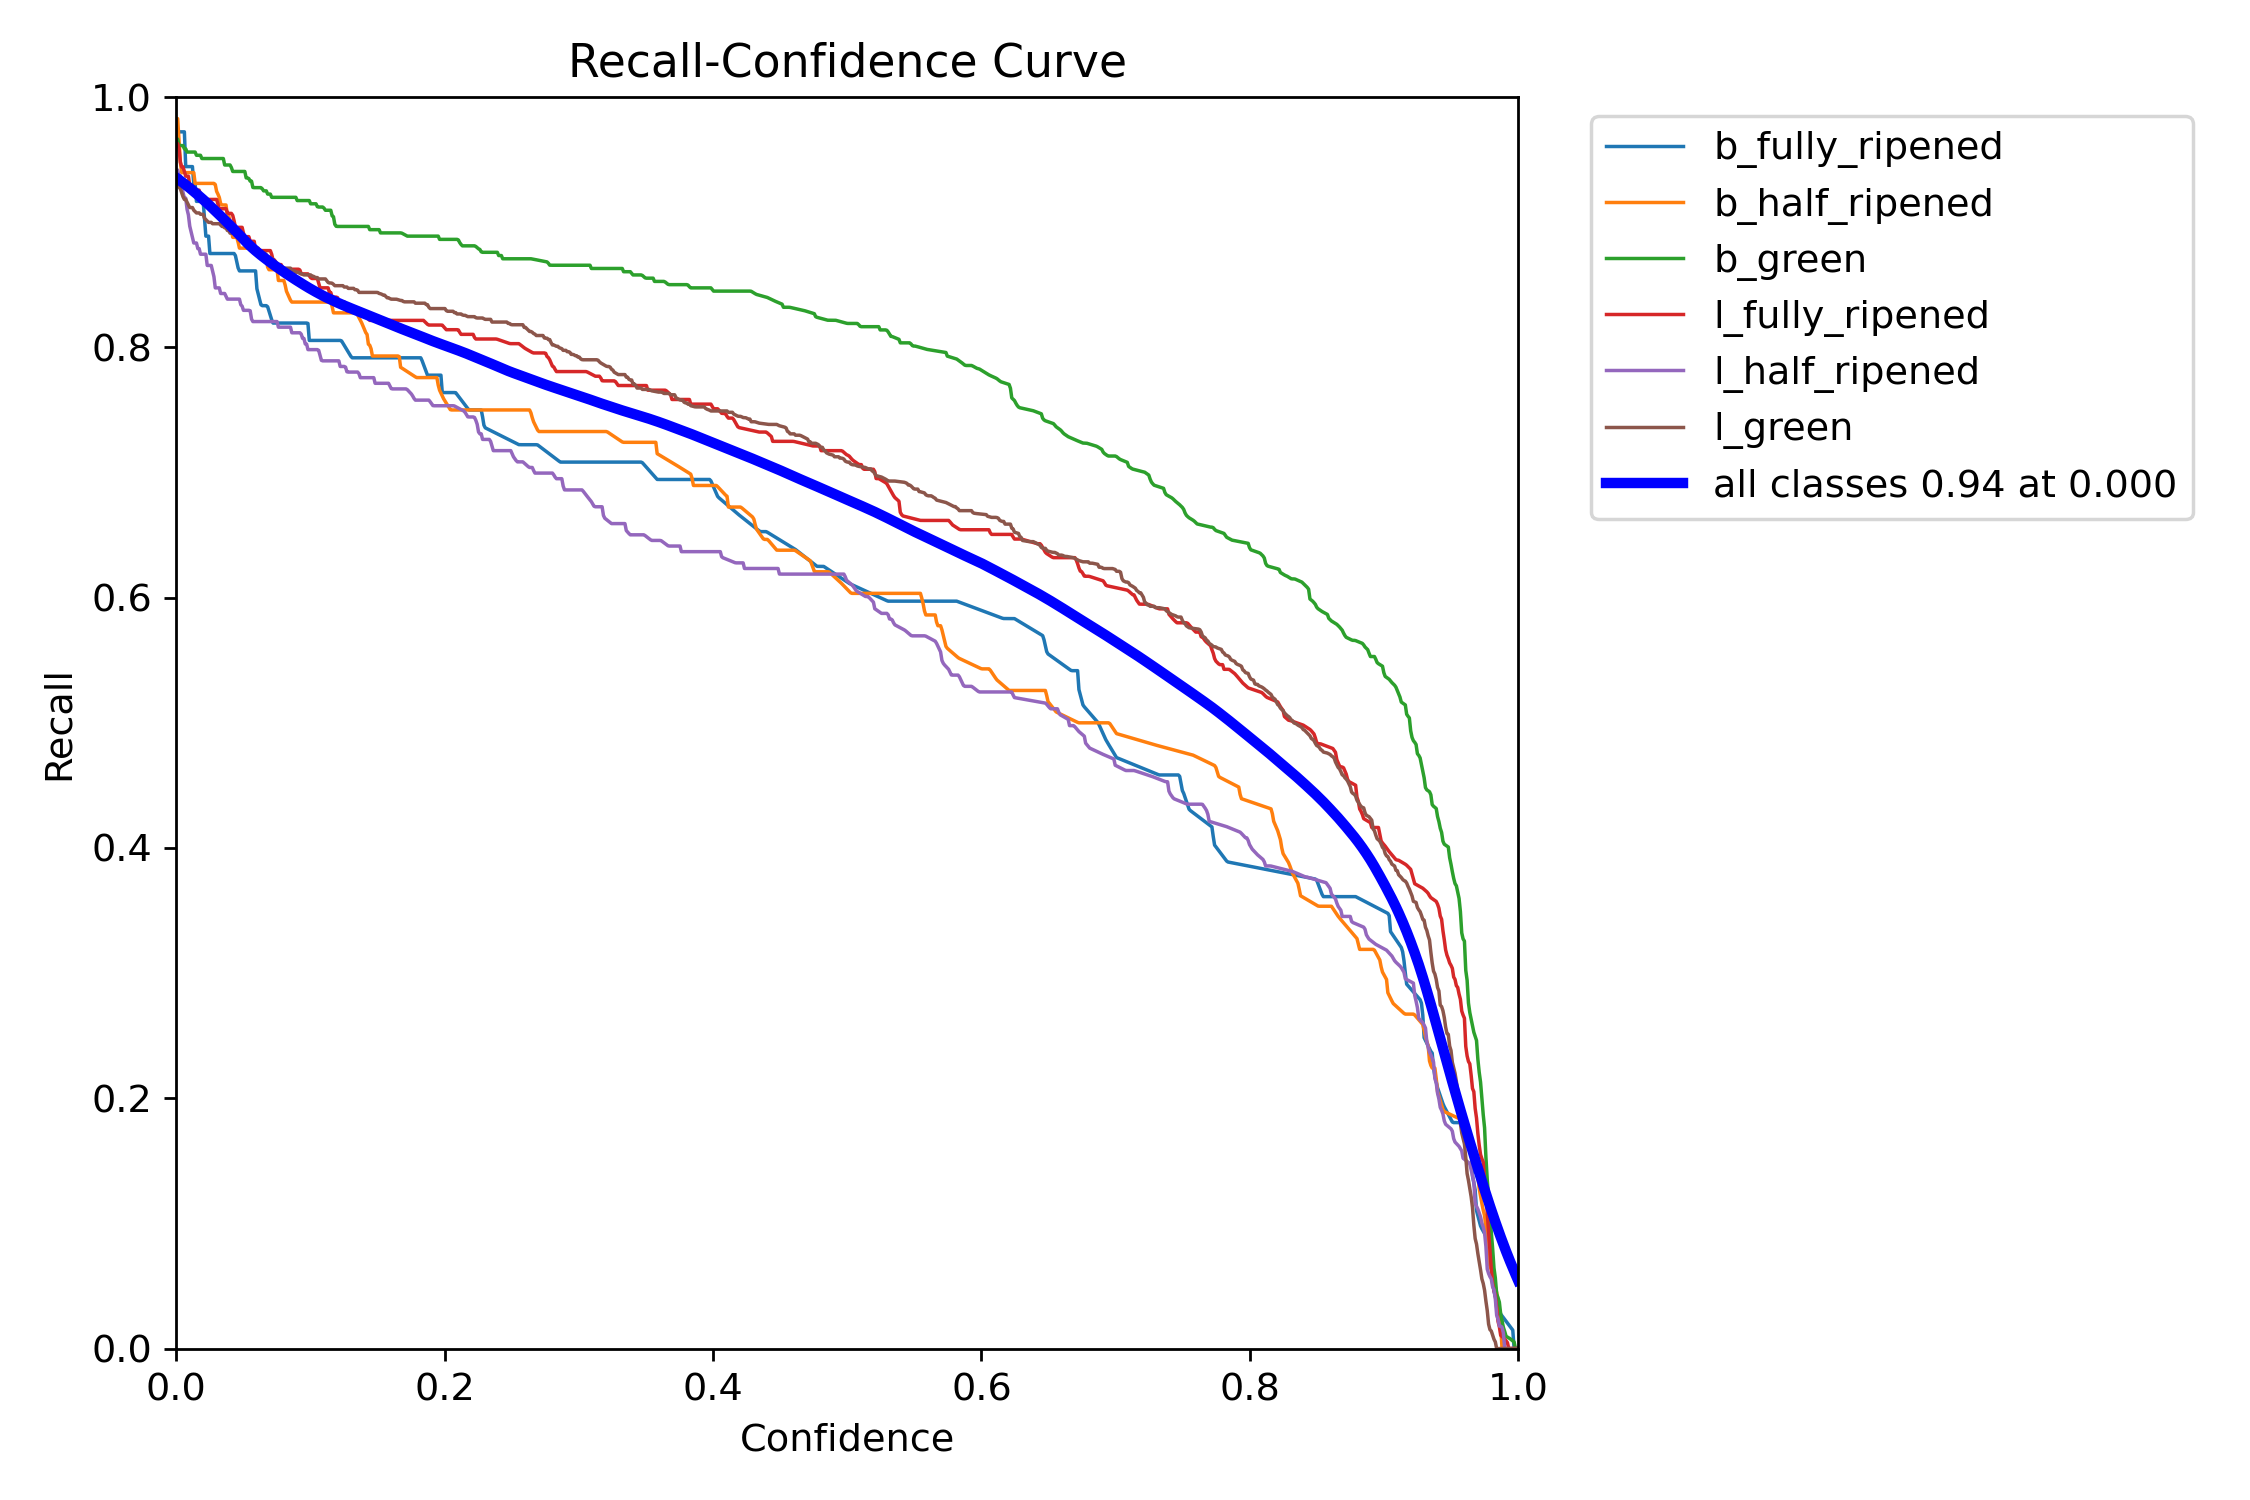 Recall-Confidence Curve
1.0
0.8
0.6
0.4
0.2
0.0
Recall
0.0 0.2 0.4 0.6 0.8 1.0
Confidence
b_fully_ripened
b_half_ripened
b_green
l_fully_ripened
l_half_ripened
l_green
all classes 0.94 at 0.000